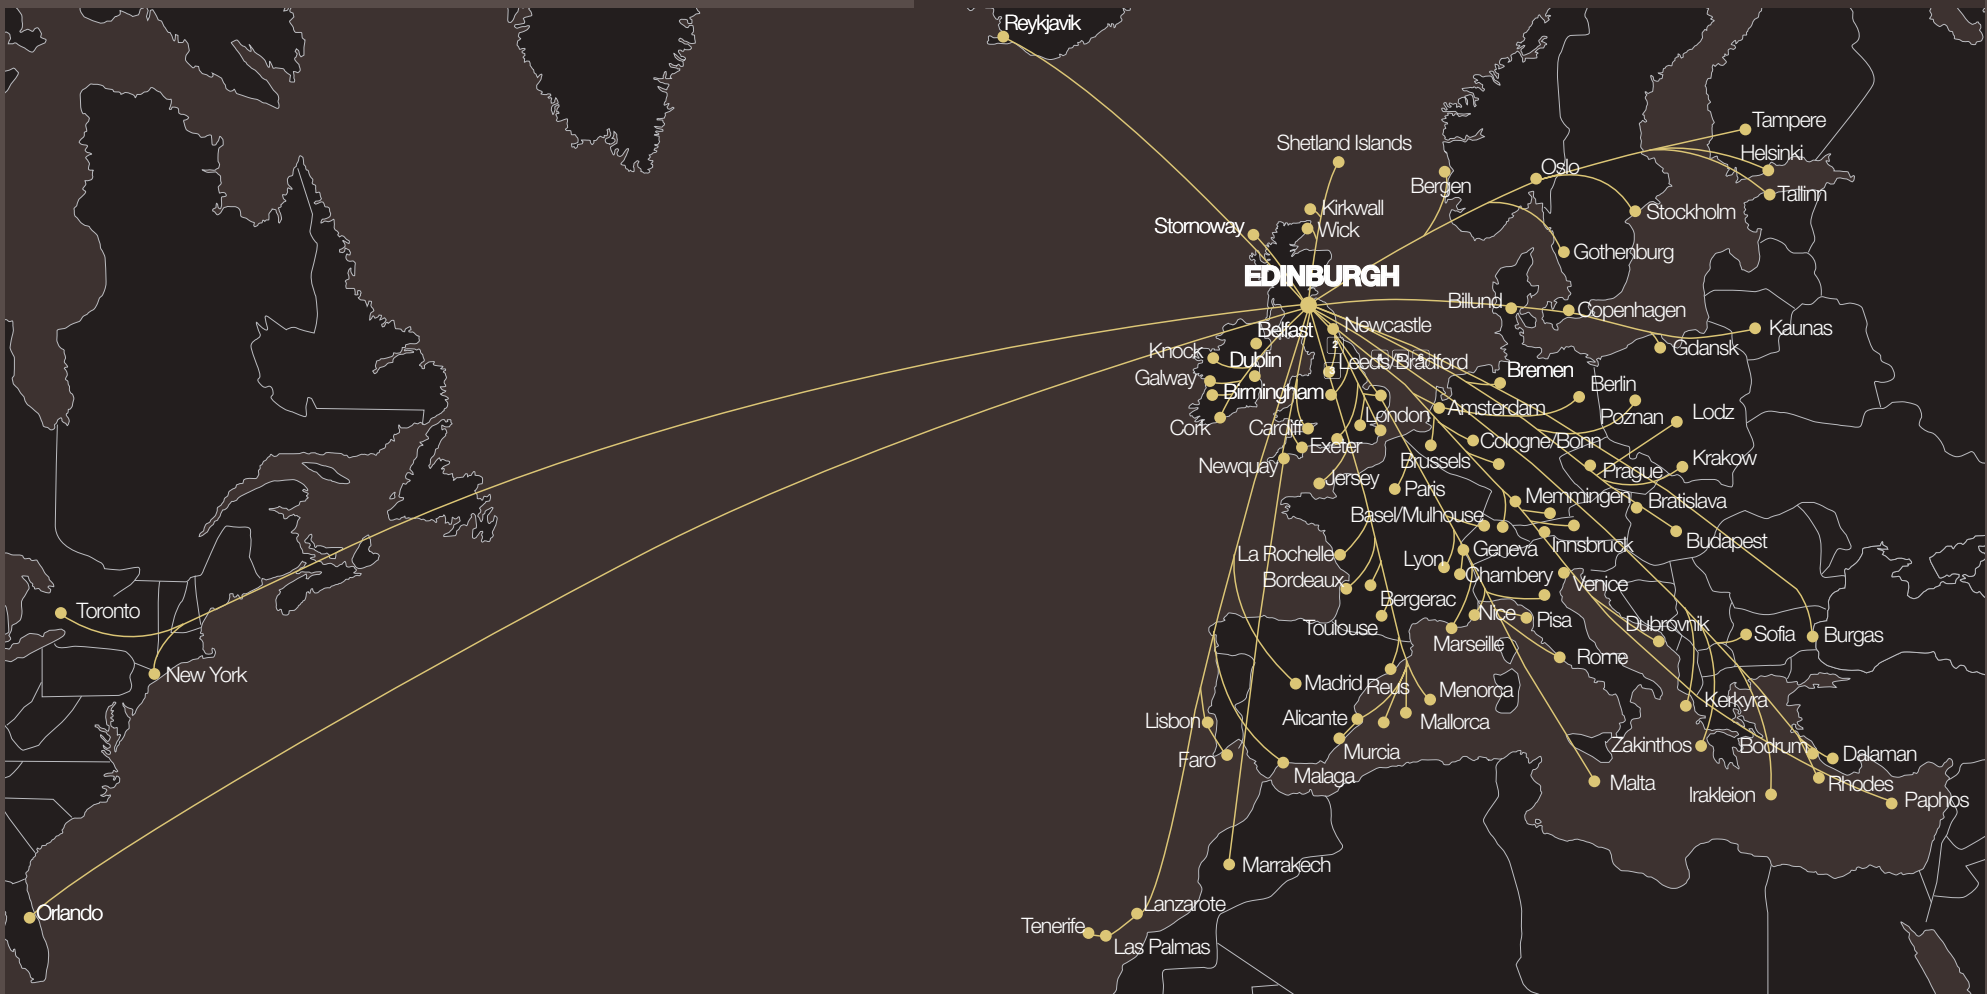 Reykjavik
Tampere
Shetland Islands
Helsinki
Oslo
Bergen
Tallinn
Kirkwall
Stockholm
Stornoway
Wick
Gothenburg
EDINBURGH
Billund
Copenhagen
Newcastle
Kaunas
Belfast
2
Gdansk
Knock
Dublin
Leeds/Bradford
3
Bremen
Galway
Berlin
Birmingham
Amsterdam
Poznan
Lodz
London
Cork
Cardiff
Exeter
Cologne/Bonn
Brussels
Krakow
Newquay
Prague
Jersey
Paris
Memmingen
Bratislava
Basel/Mulhouse
Budapest
Innsbruck
Geneva
La Rochelle
Lyon
Bordeaux
Chambery
Venice
Bergerac
Toronto
Nice
Pisa
Dubrovnik
Toulouse
Sofia
Burgas
Marseille
Rome
New York
Madrid
Reus
Menorca
Kerkyra
Alicante
Lisbon
Mallorca
Zakinthos
Bodrum
Murcia
Dalaman
Faro
Malaga
Malta
Rhodes
Irakleion
Paphos
Marrakech
Lanzarote
Orlando
Tenerife
Las Palmas